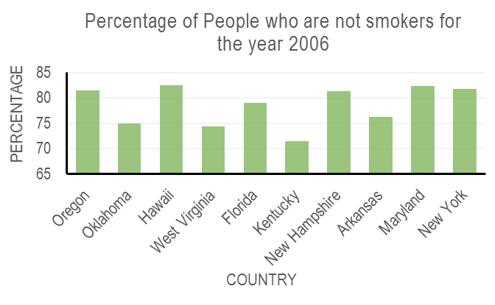 Percentage of People who are not smokers for
the year 2006
PERCENTAGE
85
80
75
70
65
Oregon
Oklahoma
Hawaii
West Virginia
Florida
Kentucky
New Hampshire
Arkansas
Maryland
New York
COUNTRY